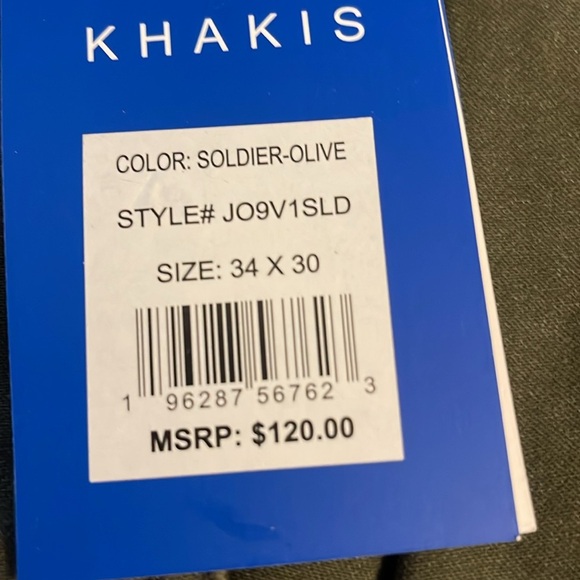 KHAKIS
COLOR: SOLDIER-OLIVE
STYLE# JO9V1SLD
SIZE: 34 X 30
1 96287 56762 3
MSRP: $120.00